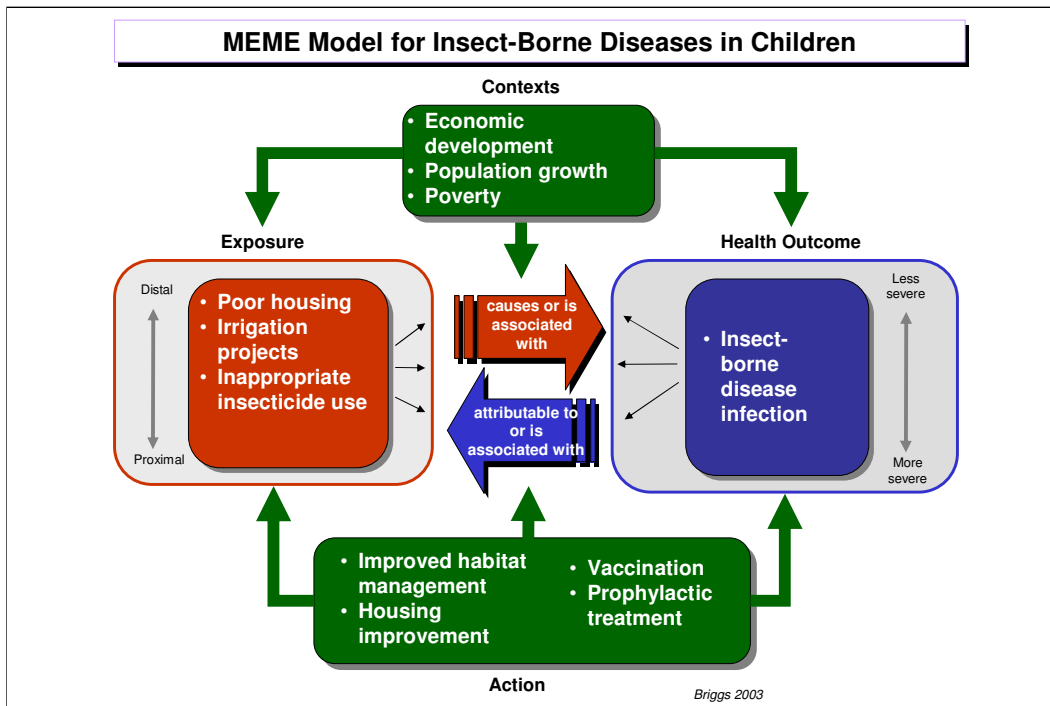 MEME Model for Insect-Borne Diseases in Children
Contexts
• Economic
development
• Population growth
• Poverty
Exposure
Health Outcome
Distal
Proximal
• Poor housing
• Irrigation
projects
• Inappropriate
insecticide use
causes or is
associated
with
attributable to
or is
associated with
• Insect-
borne
disease
infection
Less
severe
More
severe
• Improved habitat
management
• Housing
improvement
• Vaccination
• Prophylactic
treatment
Action
Briggs 2003